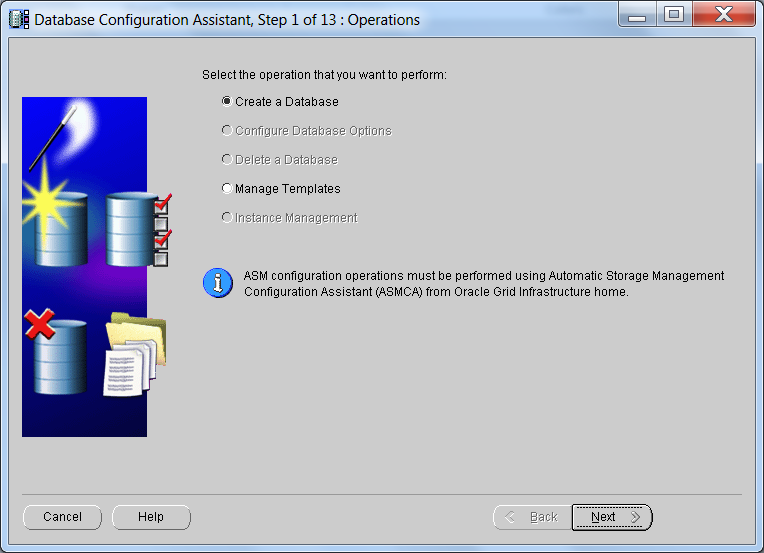 Database Configuration Assistant, Step 1 of 13 : Operations
Select the operation that you want to perform:
Create a Database
Configure Database Options
Delete a Database
Manage Templates
Instance Management
ASM configuration operations must be performed using Automatic Storage Management
Configuration Assistant (ASMCA) from Oracle Grid Infrastructure home.
Cancel
Help
Back
Next